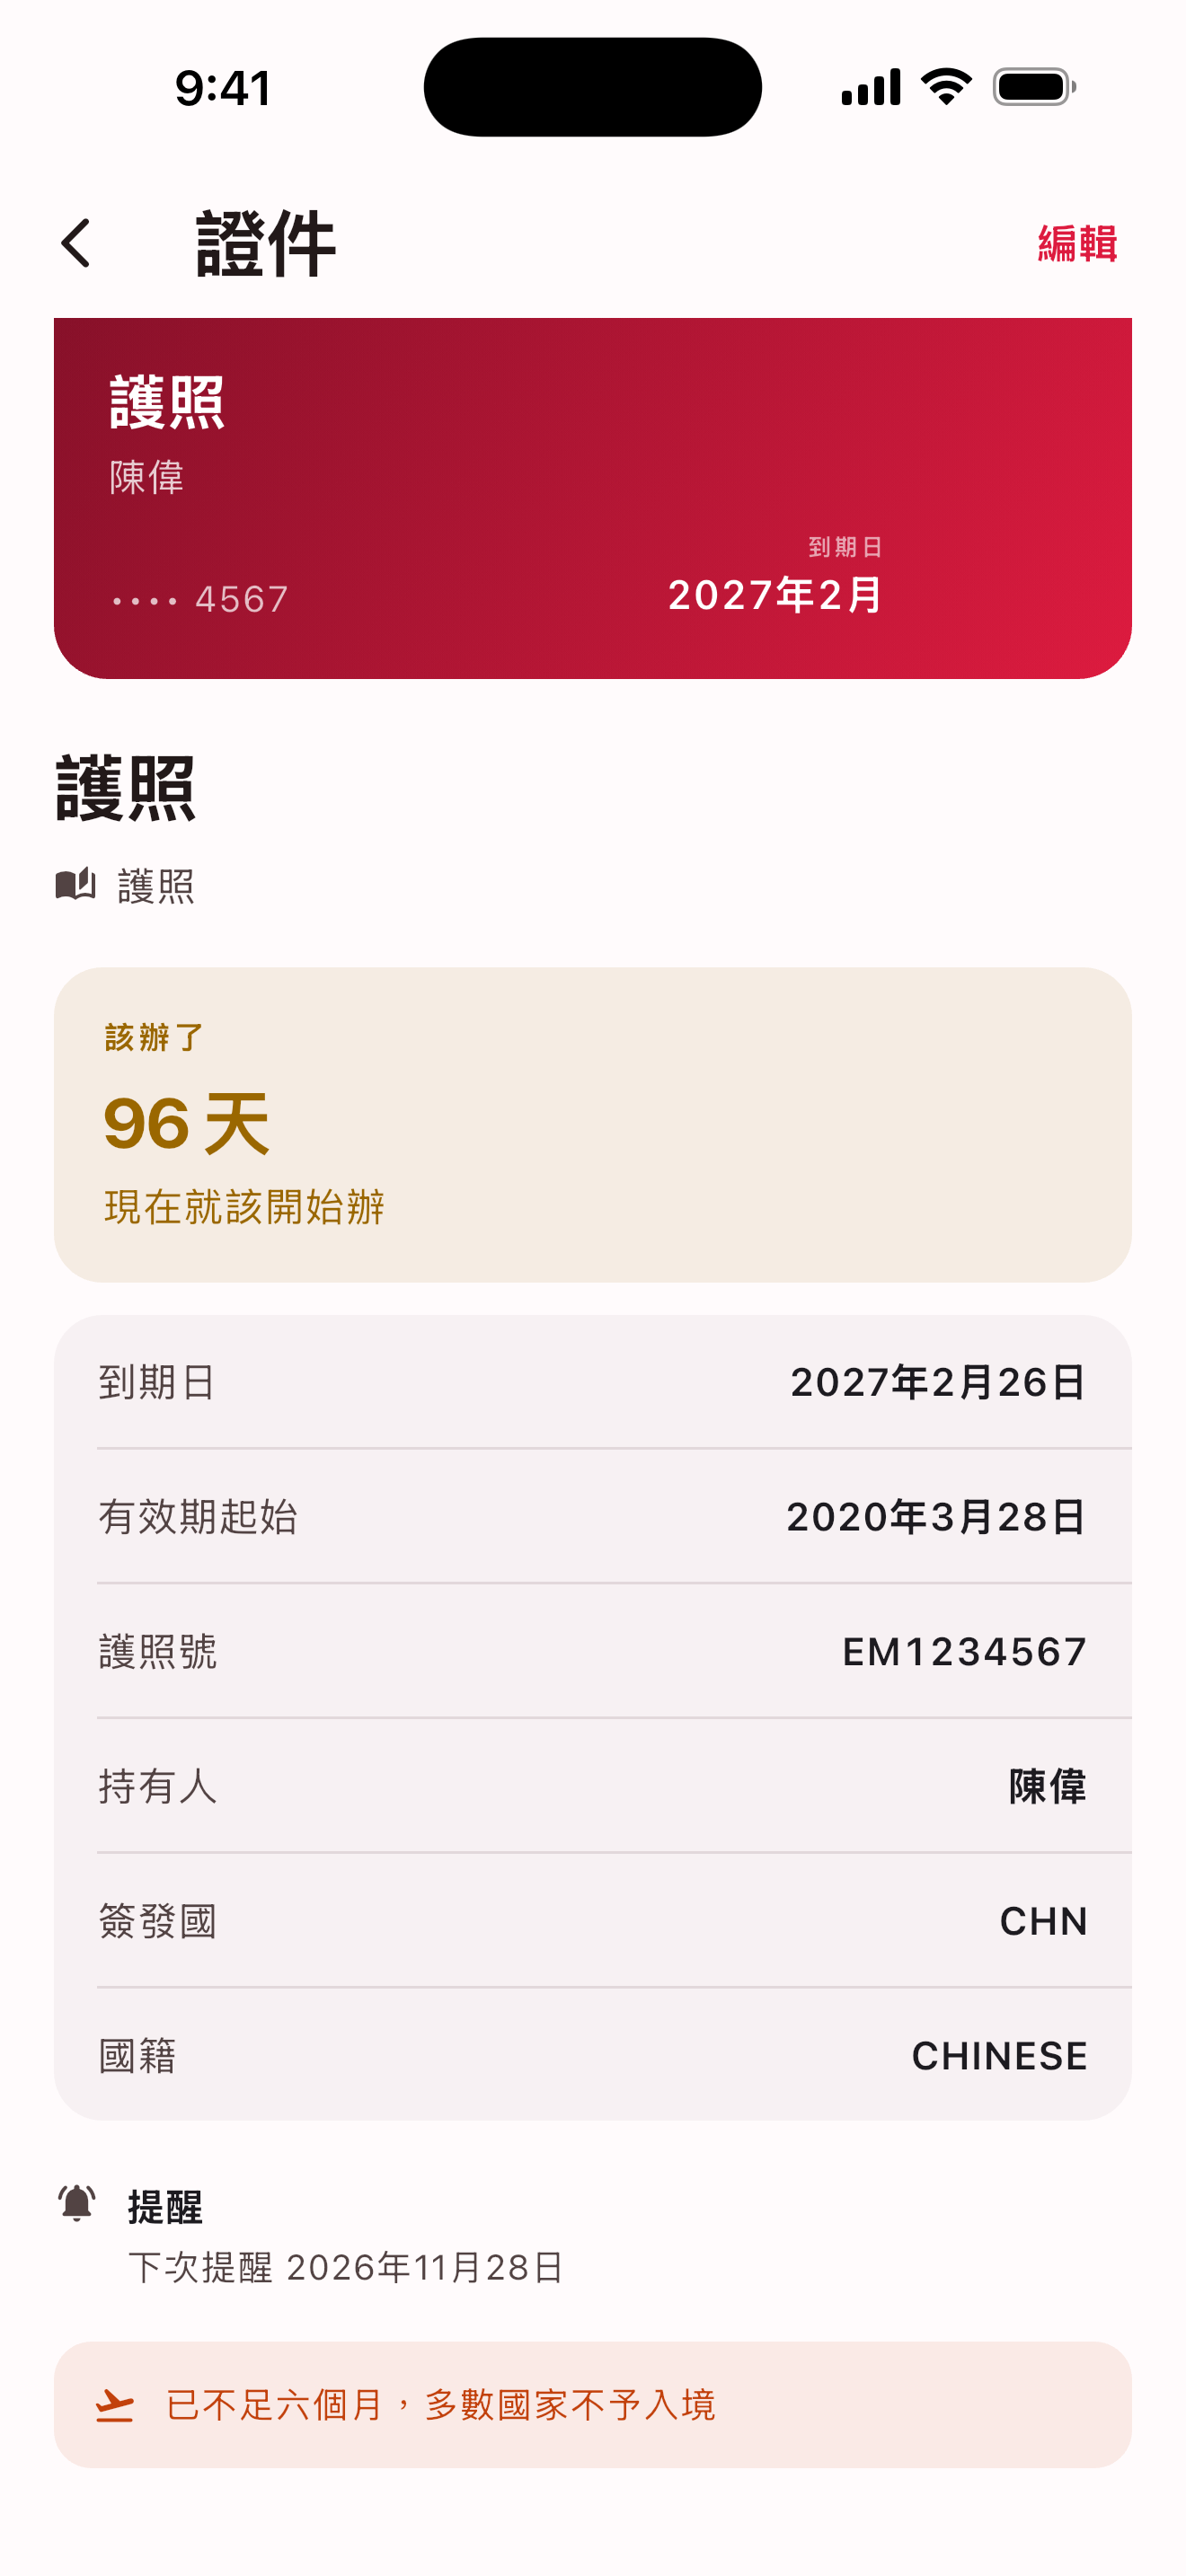 9:41
證件
編輯
護照
陳偉
到期日
•••• 4567
2027年2月
護照
護照
該辦了
96 天
現在就該開始辦
到期日
2027年2月26日
有效期起始
2020年3月28日
護照號
EM1234567
持有人
陳偉
簽發國
CHN
國籍
CHINESE
提醒
下次提醒 2026年11月28日
已不足六個月，多數國家不予入境